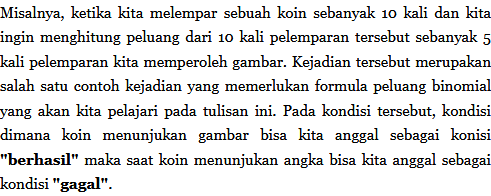 Misalnya, ketika kita melempar sebuah koin sebanyak 10 kali dan kita
ingin menghitung peluang dari 10 kali pelemparan tersebut sebanyak 5
kali pelemparan kita memperoleh gambar. Kejadian tersebut merupakan
salah satu contoh kejadian yang memerlukan formula peluang binomial
yang akan kita pelajari pada tulisan ini. Pada kondisi tersebut, kondisi
dimana koin menunjukan gambar bisa kita anggal sebagai konisi
"berhasil" maka saat koin menunjukan angka bisa kita anggal sebagai
kondisi "gagal".